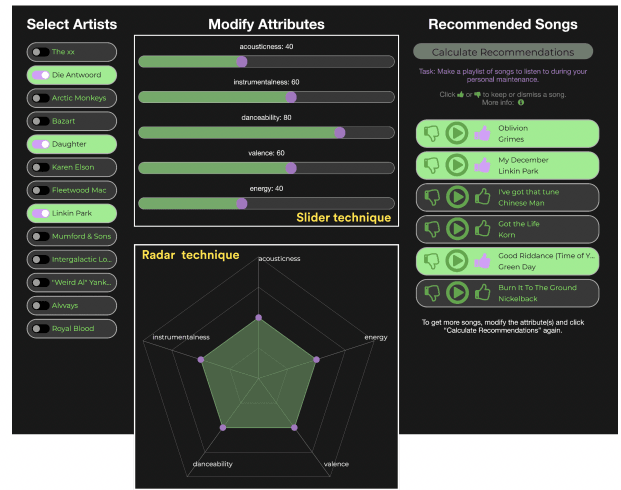 Select Artists
The xx
Die Antwoord
Arctic Monkeys
Bazart
Daughter
Karen Elson
Fleetwood Mac
Linkin Park
Mumford & Sons
Intergalactic Lo...
"Weird Al" Yank...
Alvvays
Royal Blood
Modify Attributes
acousticness: 40
instrumentalness: 60
danceability: 80
valence: 60
energy: 40
Slider technique
Radar technique
acousticness
instrumentalness
energy
danceability
valence
Recommended Songs
Calculate Recommendations
Task: Make a playlist of songs to listen to during your
personal maintenance.
Click or to keep or dismiss a song.
More info:
Oblivion
Grimes
My December
Linkin Park
I've got that tune
Chinese Man
Got the Life
Korn
Good Riddance (Time of Y...
Green Day
Burn It To The Ground
Nickelback
To get more songs, modify the attribute(s) and click
"Calculate Recommendations" again.